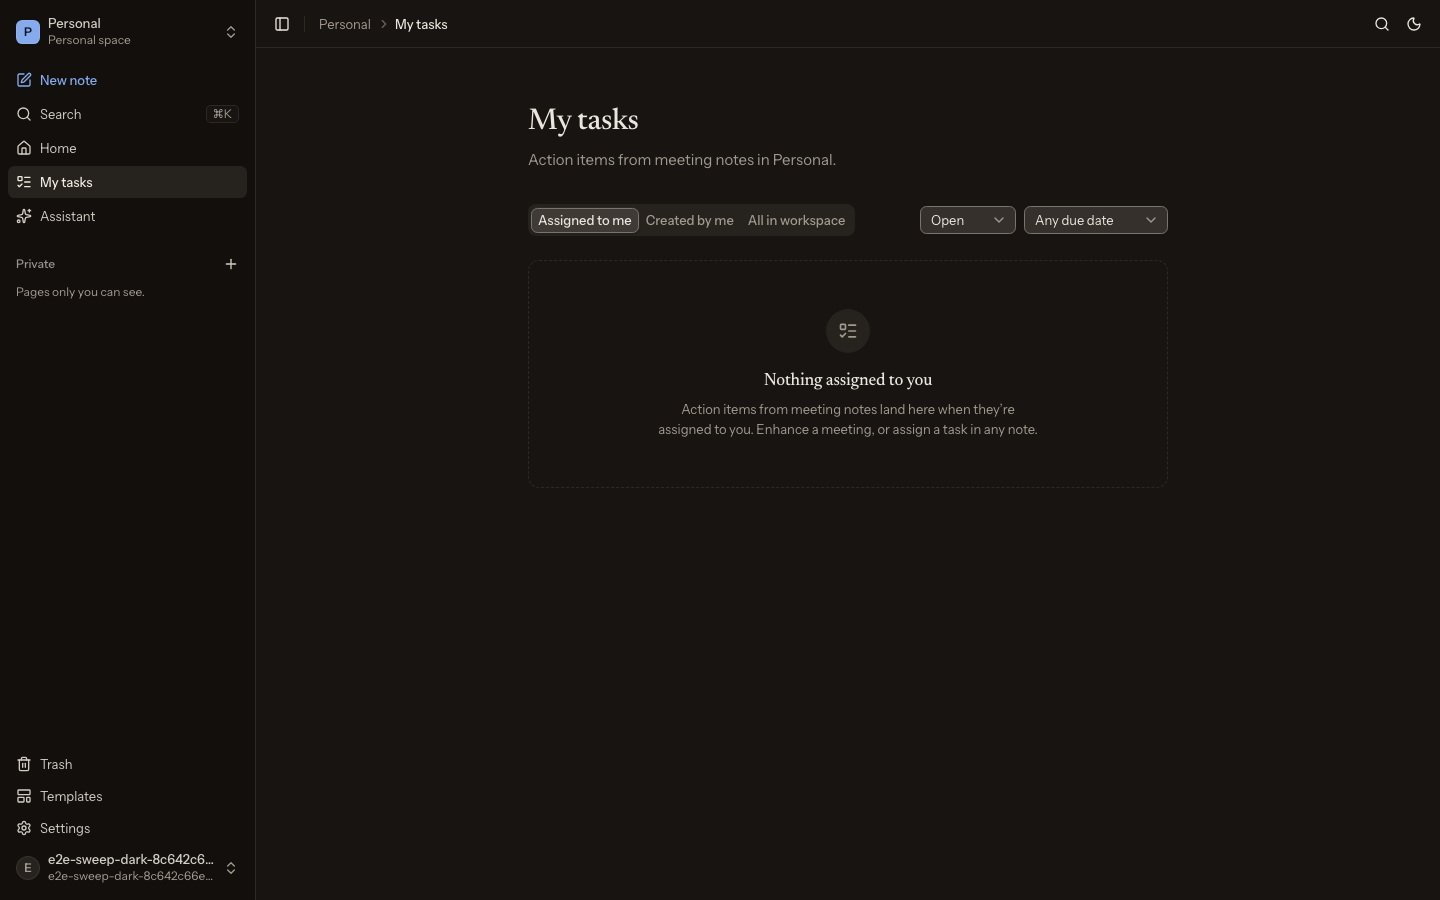 P
Personal
Personal space
New note
Search
⌘K
Home
My tasks
Assistant
Private
Pages only you can see.
Trash
Templates
Settings
E
e2e-sweep-dark-8c642c6...
e2e-sweep-dark-8c642c66e...
Personal
My tasks
My tasks
Action items from meeting notes in Personal.
Assigned to me
Created by me
All in workspace
Open
Any due date
Nothing assigned to you
Action items from meeting notes land here when they’re
assigned to you. Enhance a meeting, or assign a task in any note.